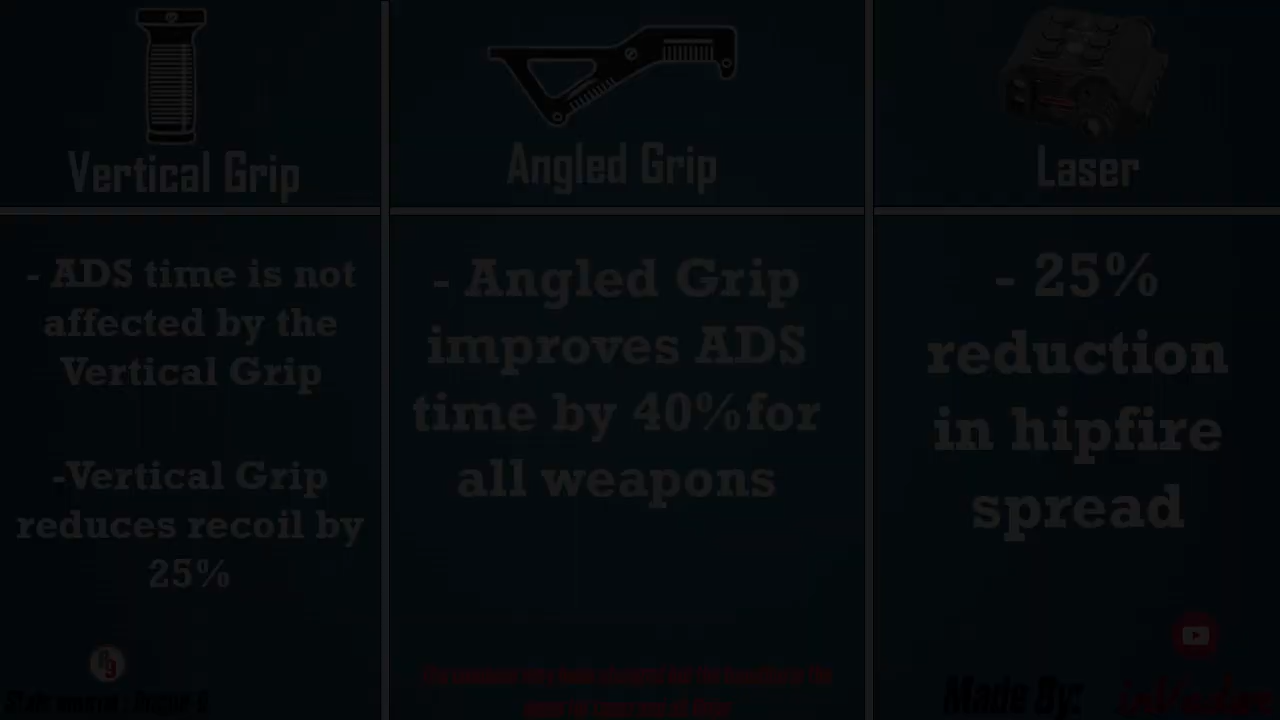 Vertical Grip
Angled Grip
Laser
- ADS time is not
affected by the
Vertical Grip
-Vertical Grip
reduces recoil by
25%
- Angled Grip
improves ADS
time by 40%for
all weapons
- 25%
reduction
in hipfire
spread
Made By: